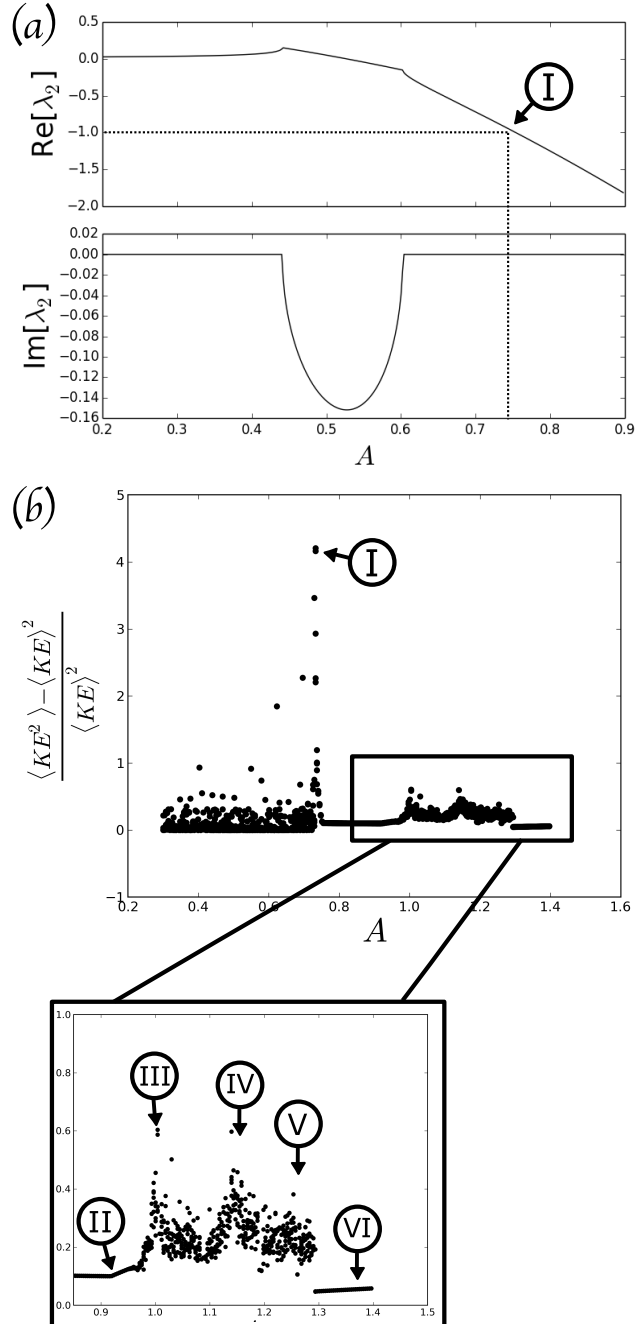 (a)
0.5
0.0
−0.5
−1.0
−1.5
−2.0
Re[λ₂]
I
0.02
0.00
−0.02
−0.04
−0.06
−0.08
−0.10
−0.12
−0.14
−0.16
Im[λ₂]
0.2 0.3 0.4 0.5 0.6 0.7 0.8 0.9
A
(b)
5
4
3
2
1
0
−1
⟨KE²⟩−⟨KE⟩²
⟨KE⟩²
I
0.2 0.4 0.6 0.8 1.0 1.2 1.4 1.6
A
1.0
0.8
0.6
0.4
0.2
0.0
III
IV
V
II
VI
0.9 1.0 1.1 1.2 1.3 1.4 1.5